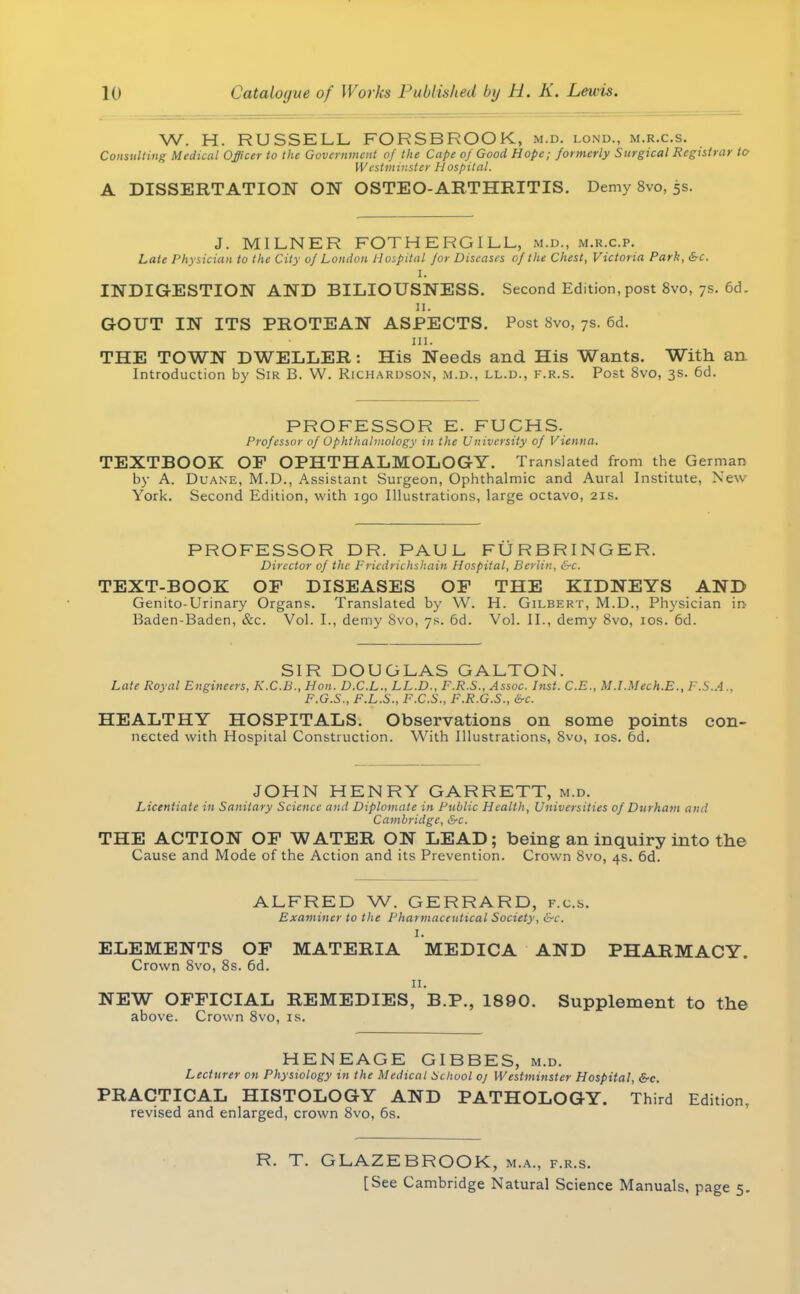 10 Catalogue of Works Published by H. K. Lewis.
W. H. RUSSELL FORSBROOK, M.D. LOND., M.R.C.S.
Consulting Medical Officer to the Government of the Cape of Good Hope; formerly Surgical Registrar to
Westminster Hospital.
A DISSERTATION ON OSTEO-ARTHRITIS. Demy 8vo, 5s.
J. MILNER FOTHERGILL, M.D., M.R.C.P.
Late Physician to the City of London Hospital for Diseases of the Chest, Victoria Park, &c.
I.
INDIGESTION AND BILIOUSNESS. Second Edition, post 8vo, 7s. 6d.
II.
GOUT IN ITS PROTEAN ASPECTS. Post 8vo, 7s. 6d.
III.
THE TOWN DWELLER: His Needs and His Wants. With an
Introduction by SIR B. W. RICHARDSON, M.D., LL.D., F.R.S. Post 8vo, 3s. 6d.
PROFESSOR E. FUCHS.
Professor of Ophthalmology in the University of Vienna.
TEXTBOOK OF OPHTHALMOLOGY. Translated from the German
by A. DUANE, M.D., Assistant Surgeon, Ophthalmic and Aural Institute, New
York. Second Edition, with 190 Illustrations, large octavo, 21s.
PROFESSOR DR. PAUL FÜRBRINGER.
Director of the Friedrichshain Hospital, Berlin, &c.
TEXT-BOOK OF DISEASES OF THE KIDNEYS AND
Genito-Urinary Organs. Translated by W. H. GILBERT, M.D., Physician in
Baden-Baden, &c. Vol. I., demy 8vo, 7s. 6d. Vol. II., demy 8vo, 10s. 6d.
SIR DOUGLAS GALTON.
Late Royal Engineers, K.C.B., Hon. D.C.L., LL.D., F.R.S., Assoc. Inst. C.E., M.I.Mech.E., F.S.A.,
F.G.S., F.L.S., F.C.S., F.R.G.S., &c.
HEALTHY HOSPITALS. Observations on some points con-
nected with Hospital Construction. With Illustrations, 8vo, 10s. 6d.
JOHN HENRY GARRETT, M.D.
Licentiate in Sanitary Science and Diplomate in Public Health, Universities of Durham and
Cambridge, &c.
THE ACTION OF WATER ON LEAD; being an inquiry into the
Cause and Mode of the Action and its Prevention. Crown 8vo, 4s. 6d.
ALFRED W. GERRARD, F.C.S.
Examiner to the Pharmaceutical Society, &c.
I.
ELEMENTS OF MATERIA MEDICA AND PHARMACY.
Crown 8vo, 8s. 6d.
II.
NEW OFFICIAL REMEDIES, B.P., 1890. Supplement to the
above. Crown 8vo, 1s.
HENEAGE GIBBES, M.D.
Lecturer on Physiology in the Medical School of Westminster Hospital, &c.
PRACTICAL HISTOLOGY AND PATHOLOGY. Third Edition,
revised and enlarged, crown 8vo, 6s.
R. T. GLAZEBROOK, M.A., F.R.S.
[See Cambridge Natural Science Manuals, page 5.